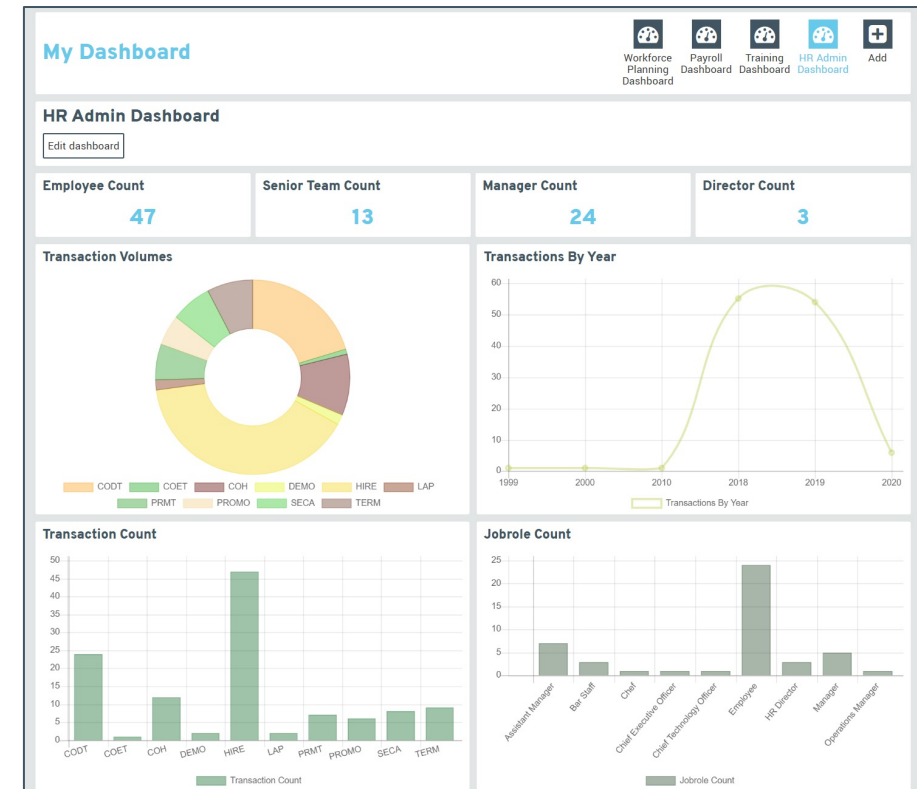 My Dashboard
Workforce Planning Dashboard
Payroll Dashboard
Training Dashboard
HR Admin Dashboard
Add
HR Admin Dashboard
Edit dashboard
Employee Count
47
Senior Team Count
13
Manager Count
24
Director Count
3
Transaction Volumes
CODT COET COH DEMO HIRE LAP
PRMT PROMO SECA TERM
Transactions By Year
60
50
40
30
20
10
0
1999 2000 2010 2018 2019 2020
Transactions By Year
Transaction Count
50
45
40
35
30
25
20
15
10
5
0
CODT COET COH DEMO HIRE LAP PRMT PROMO SECA TERM
Transaction Count
Jobrole Count
25
20
15
10
5
0
Assistant Manager
Bar Staff
Chef
Chief Executive Officer
Chief Technology Officer
Employee
HR Director
Manager
Operations Manager
Jobrole Count